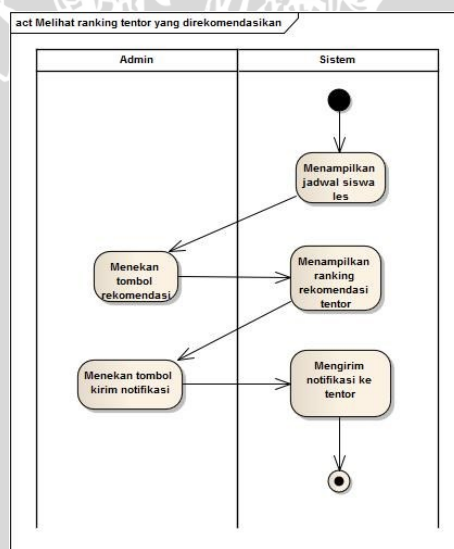 act Melihat ranking tentor yang direkomendasikan
Admin
Sistem
Menampilkan
jadwal siswa
les
Menekan
tombol
rekomendasi
Menampilkan
ranking
rekomendasi
tentor
Menekan tombol
kirim notifikasi
Mengirim
notifikasi ke
tentor